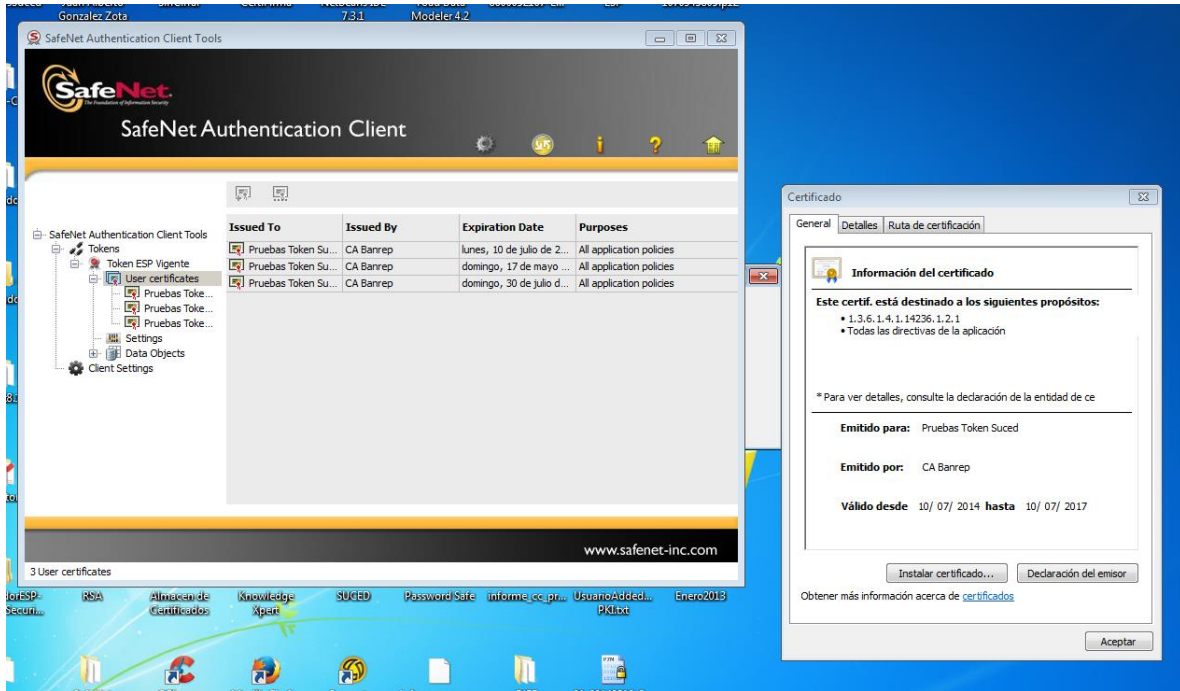 Gonzalez Zota
7.3.1
Modeler 4.2
SafeNet Authentication Client Tools
SafeNet.
The Foundation of Information Security
SafeNet Authentication Client
Issued To Issued By Expiration Date Purposes
Pruebas Token Su... CA Banrep lunes, 10 de julio de 2... All application policies
Pruebas Token Su... CA Banrep domingo, 17 de mayo ... All application policies
Pruebas Token Su... CA Banrep domingo, 30 de julio d... All application policies
SafeNet Authentication Client Tools
Tokens
Token ESP Vigente
User certificates
Pruebas Toke...
Pruebas Toke...
Pruebas Toke...
Settings
Data Objects
Client Settings
www.safenet-inc.com
3 User certificates
Certificado
General Detalles Ruta de certificación
Información del certificado
Este certif. está destinado a los siguientes propósitos:
• 1.3.6.1.4.1.14236.1.2.1
• Todas las directivas de la aplicación
* Para ver detalles, consulte la declaración de la entidad de ce
Emitido para: Pruebas Token Suced
Emitido por: CA Banrep
Válido desde 10/ 07/ 2014 hasta 10/ 07/ 2017
Instalar certificado... Declaración del emisor
Obtener más información acerca de certificados
Aceptar
RSA Almacen de Knowledge SUCED Password Safe informe_cc_pr... UsuarioAdded... Enero2013
Securi... Certificados Xpert PKI.txt